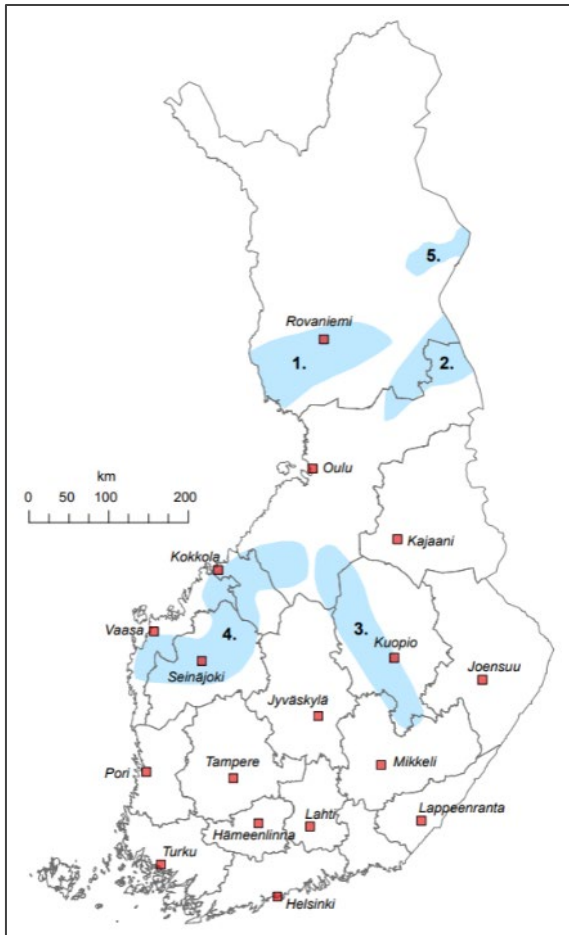 5.
Rovaniemi
1.
2.
Oulu
km
0 50 100 200
Kajaani
Kokkola
Vaasa
4.
3.
Kuopio
Seinäjoki
Joensuu
Jyväskylä
Pori
Tampere
Mikkeli
Lahti
Lappeenranta
Hämeenlinna
Turku
Helsinki